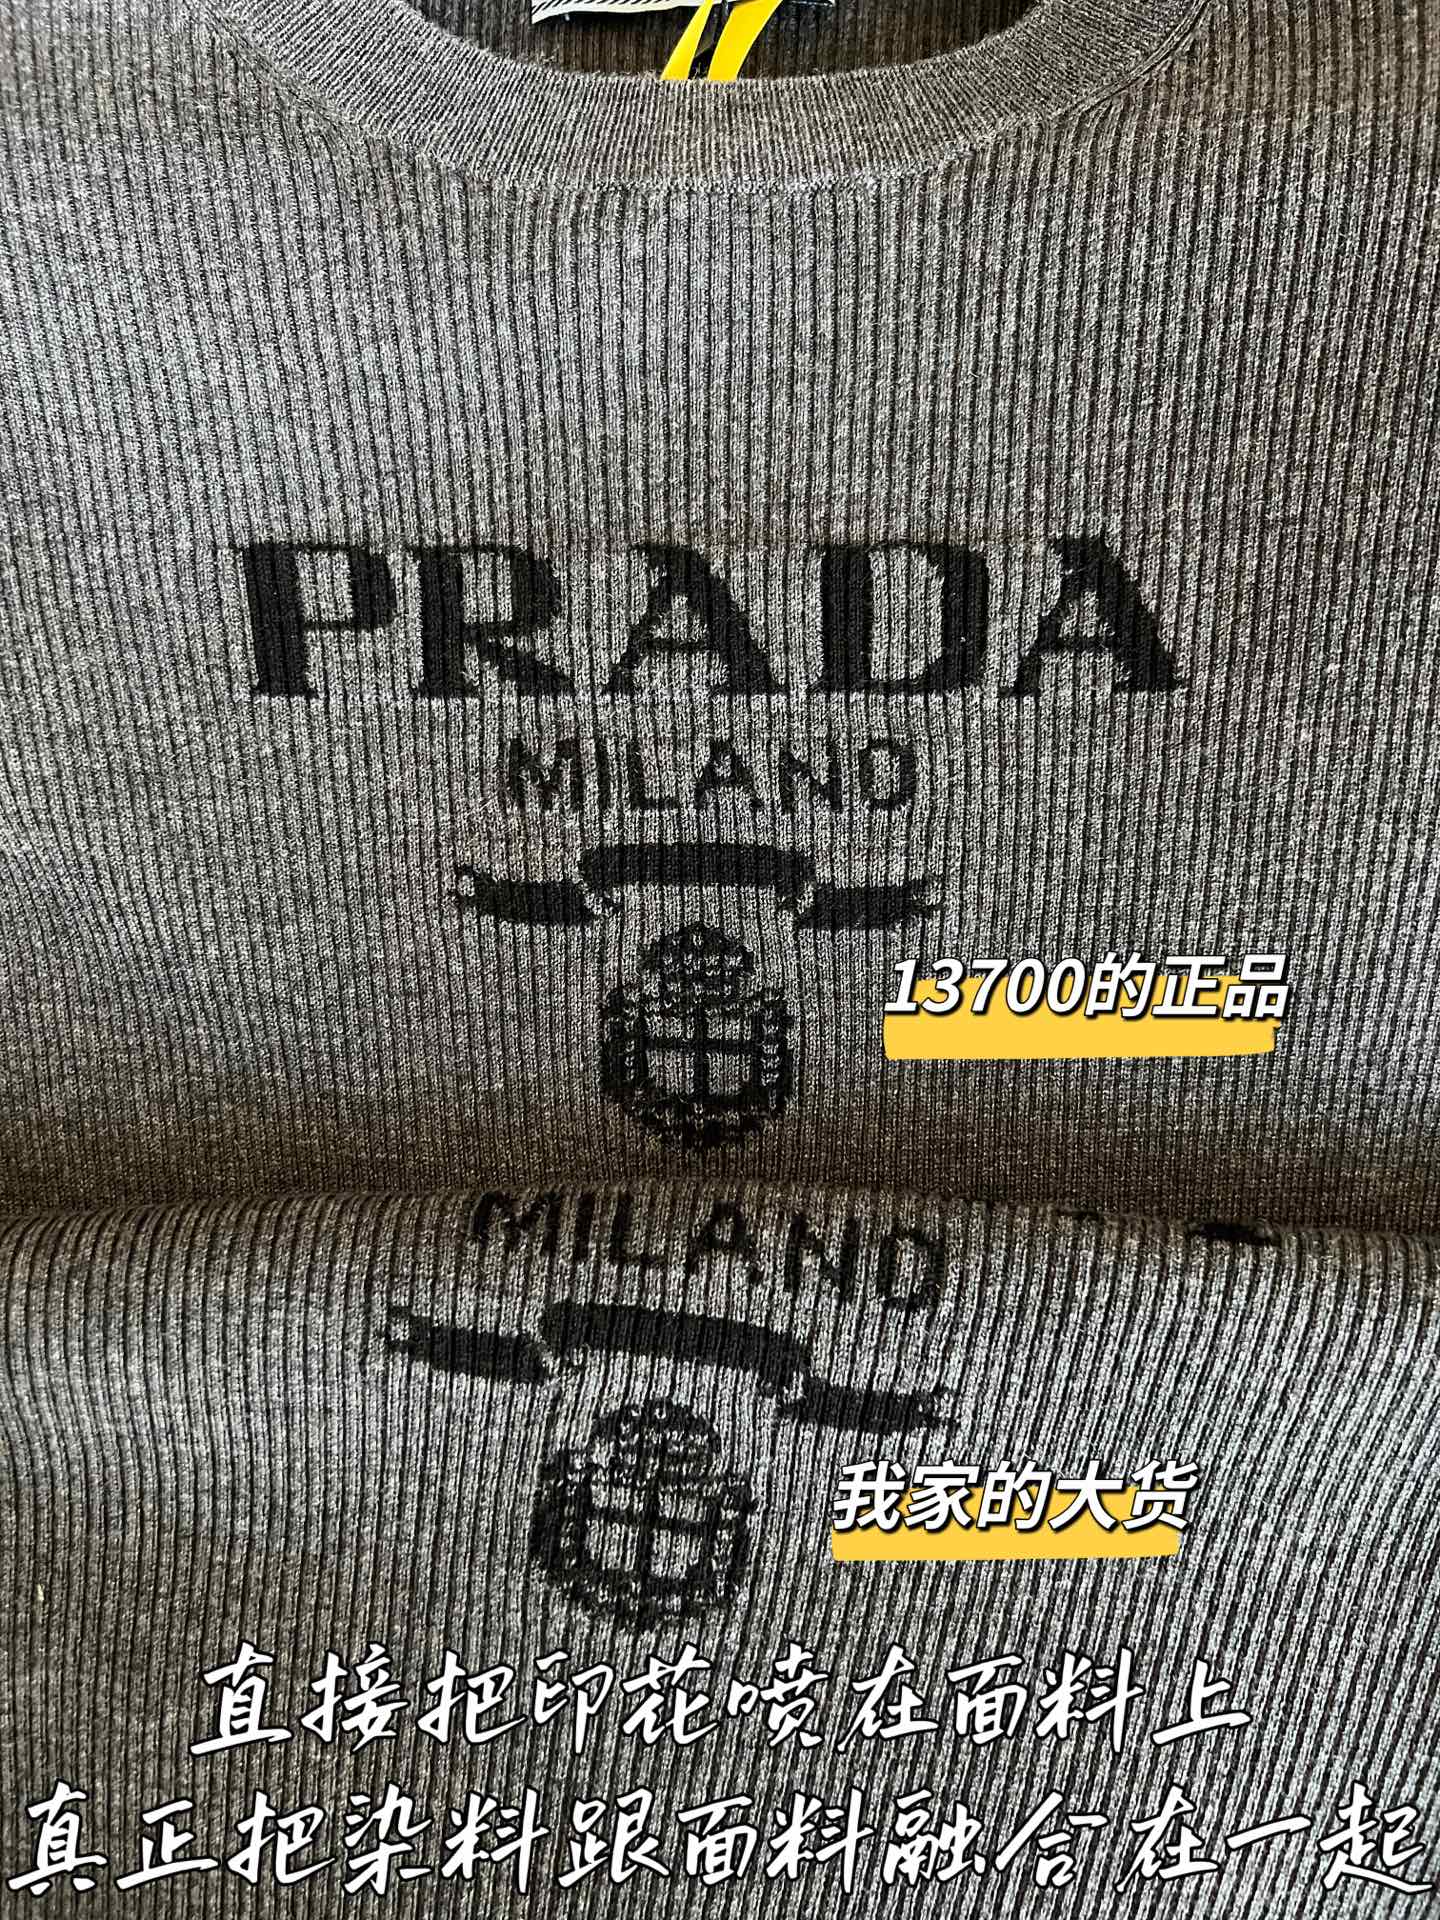 PRADA
MILANO
13700的正品
MILANO
我家的大货
直接把印花喷在面料上
真正把染料跟面料融合在一起